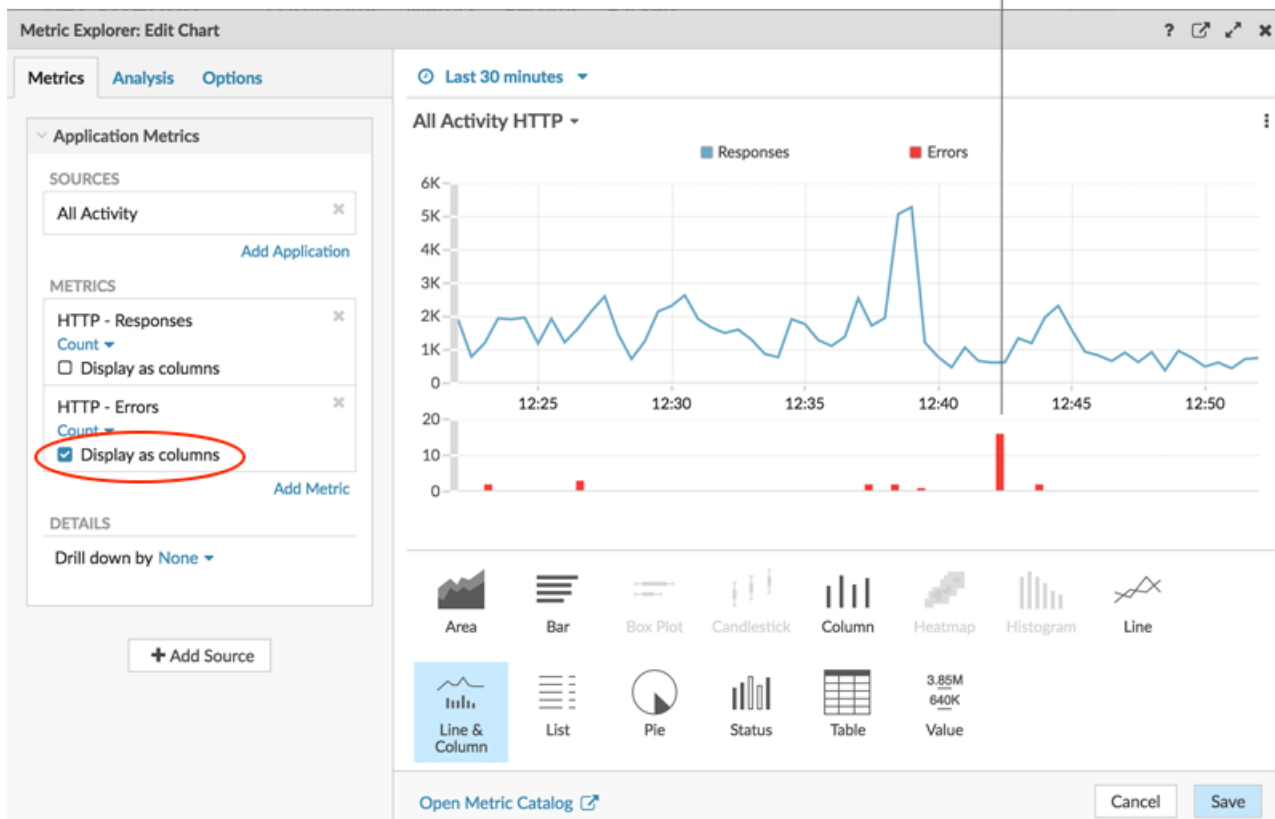 Metric Explorer: Edit Chart
?
Metrics Analysis Options
Last 30 minutes
Application Metrics
SOURCES
All Activity
Add Application
METRICS
HTTP - Responses
Count
Display as columns
HTTP - Errors
Count
Display as columns
Add Metric
DETAILS
Drill down by None
+ Add Source
All Activity HTTP
Responses Errors
6K
5K
4K
3K
2K
1K
0
12:25 12:30 12:35 12:40 12:45 12:50
20
10
0
Area Bar Box Plot Candlestick Column Heatmap Histogram Line
3.85M
640K
Line & Column List Pie Status Table Value
Open Metric Catalog
Cancel Save